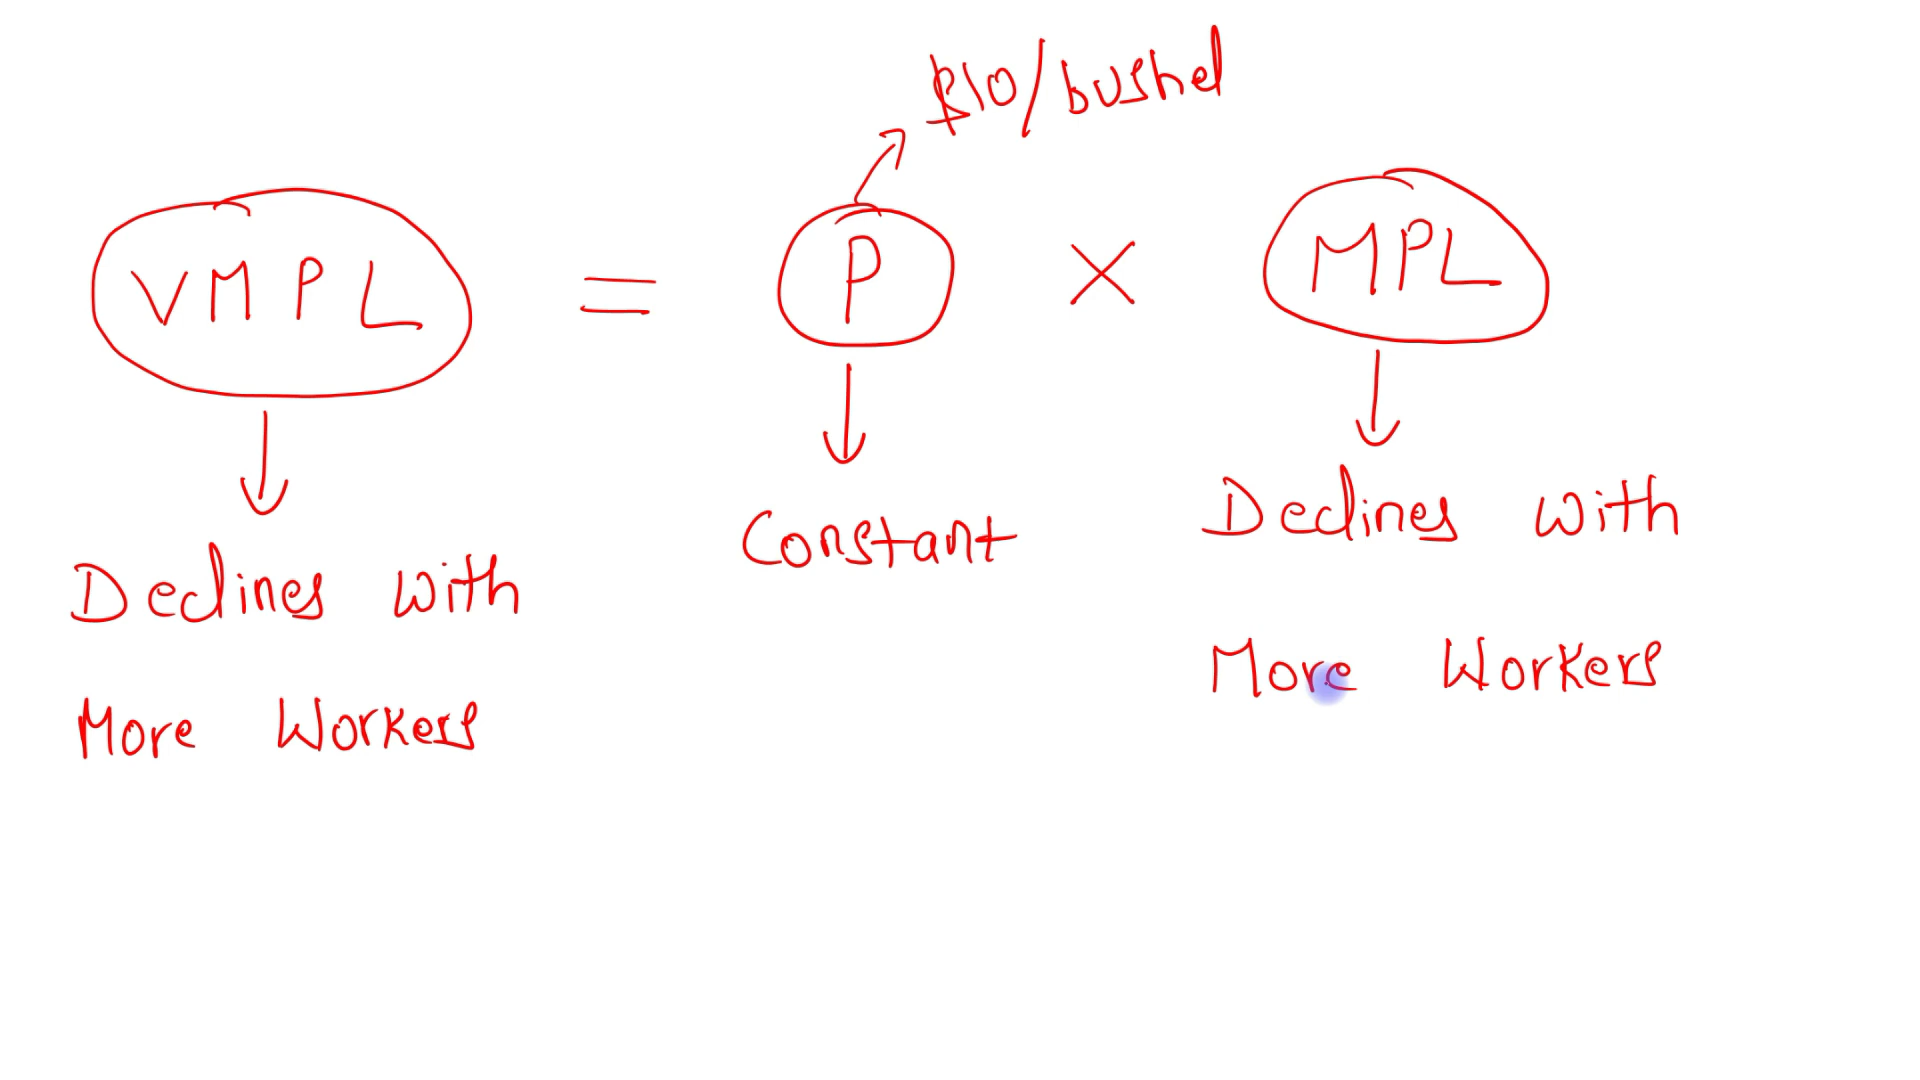 $10/bushel
VMPL = P × MPL
Declines with
More Workers
Constant
Declines with
More Workers